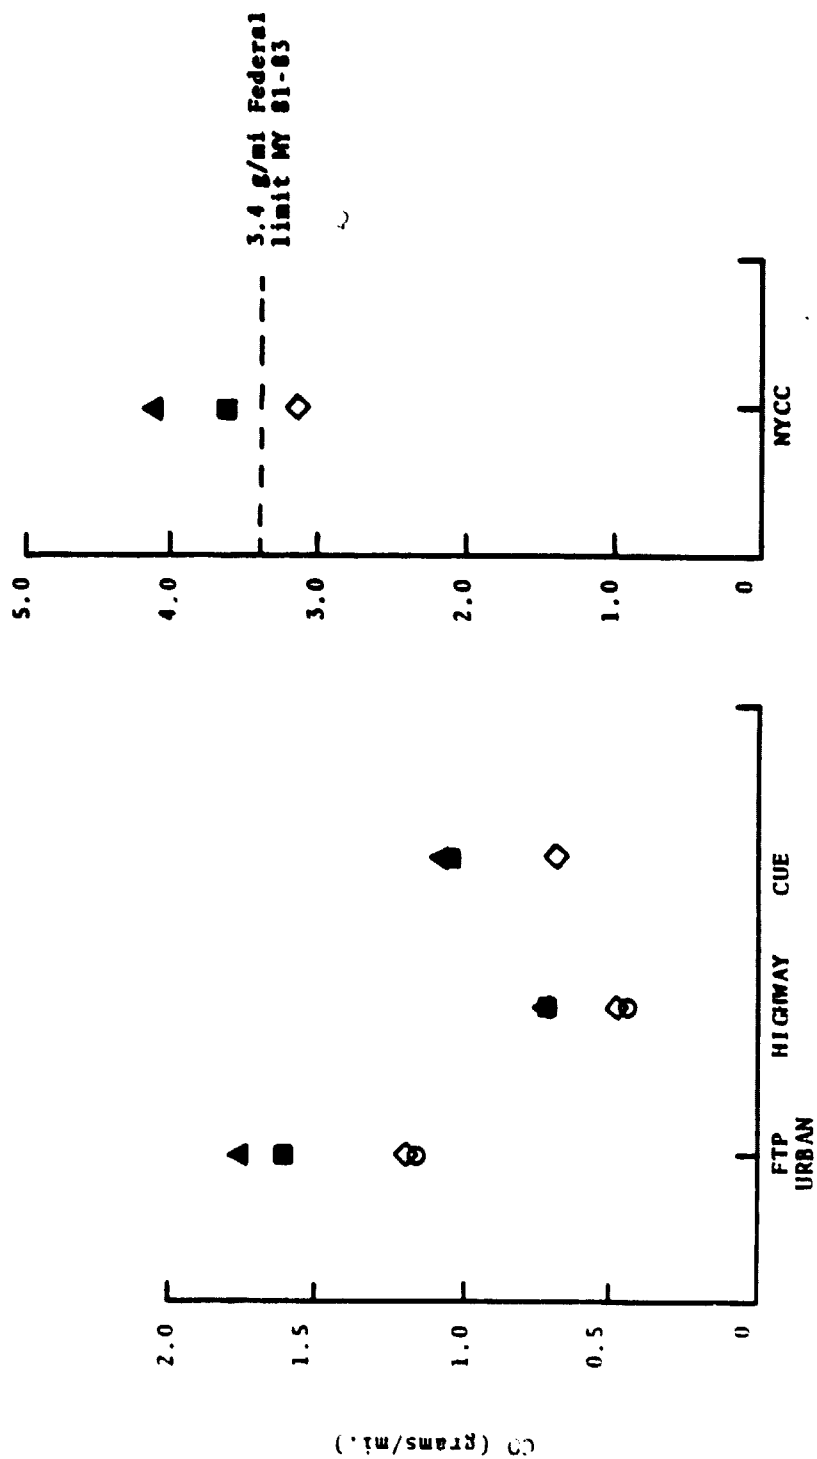 CO (grams/mi.)
2.0
1.5
1.0
0.5
0
FTP
URBAN
HIGHWAY
CUE
5.0
4.0
3.0
2.0
1.0
0
NYCC
3.4 g/mi Federal
limit MY 81-83